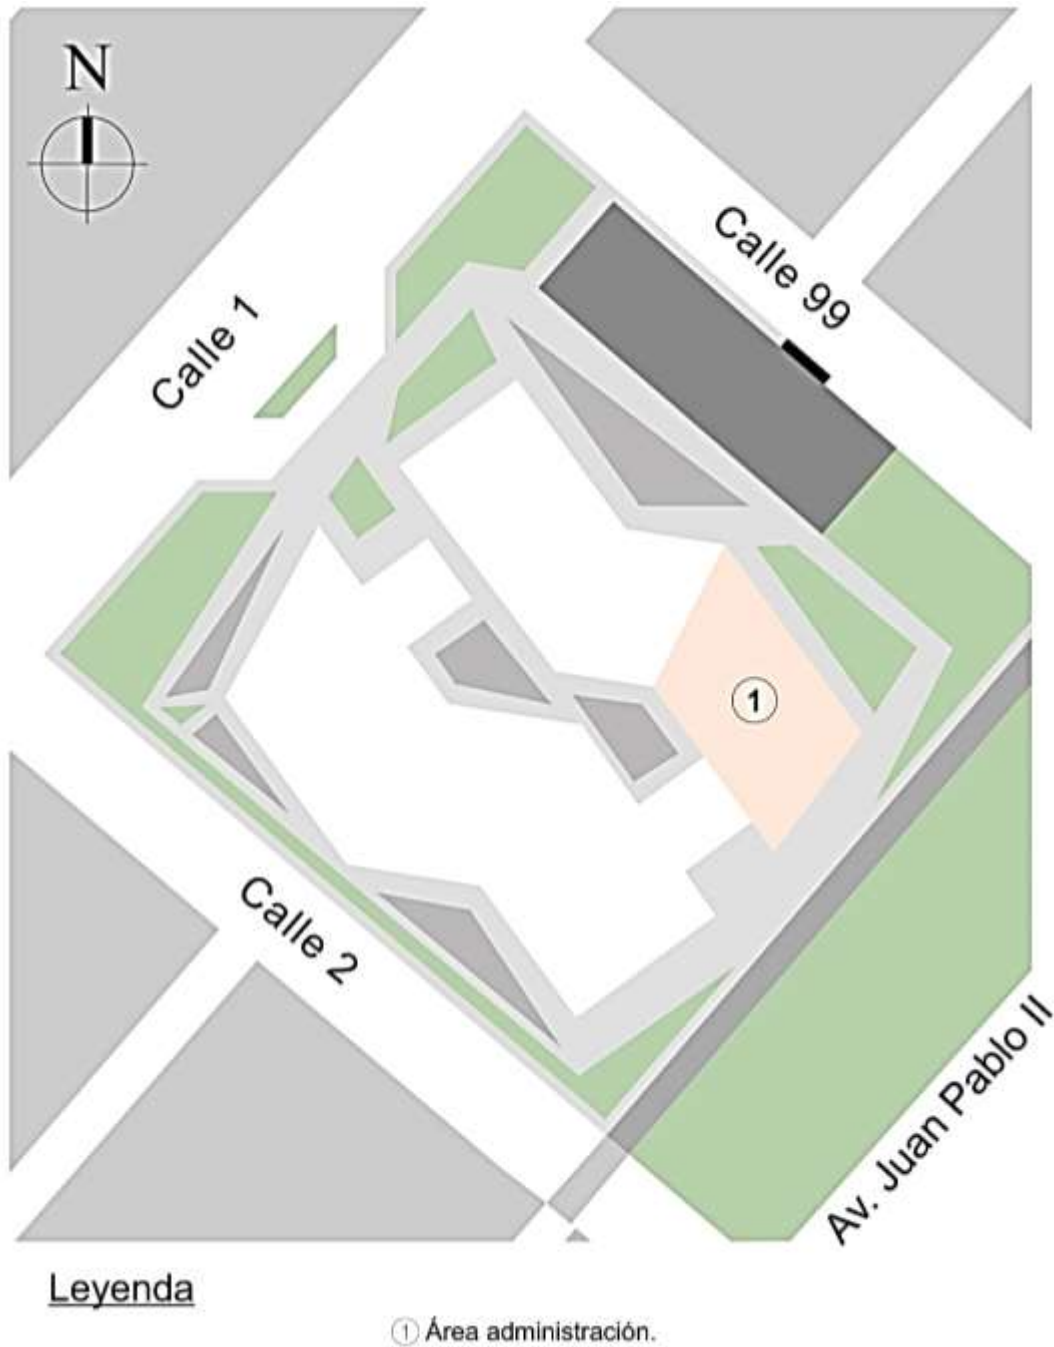 N
Calle 99
Calle 1
1
Calle 2
Av. Juan Pablo II
Leyenda
1 Área administración.